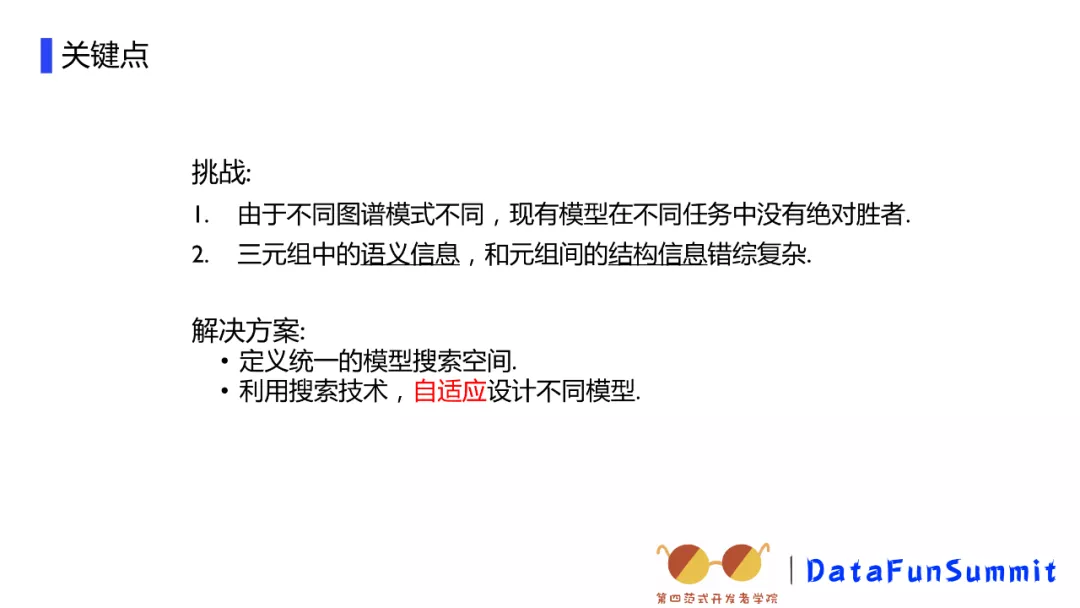 关键点
挑战:
1. 由于不同图谱模式不同，现有模型在不同任务中没有绝对胜者.
2. 三元组中的语义信息，和元组间的结构信息错综复杂.
解决方案:
• 定义统一的模型搜索空间.
• 利用搜索技术，自适应设计不同模型.
第四范式开发者学院
DataFunSummit